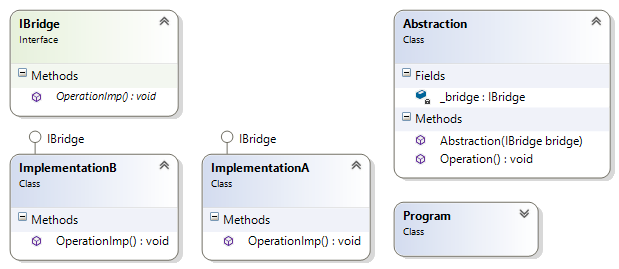 IBridge
Interface
Methods
OperationImp() : void
IBridge
ImplementationB
Class
Methods
OperationImp() : void
IBridge
ImplementationA
Class
Methods
OperationImp() : void
Abstraction
Class
Fields
_bridge : IBridge
Methods
Abstraction(IBridge bridge)
Operation() : void
Program
Class